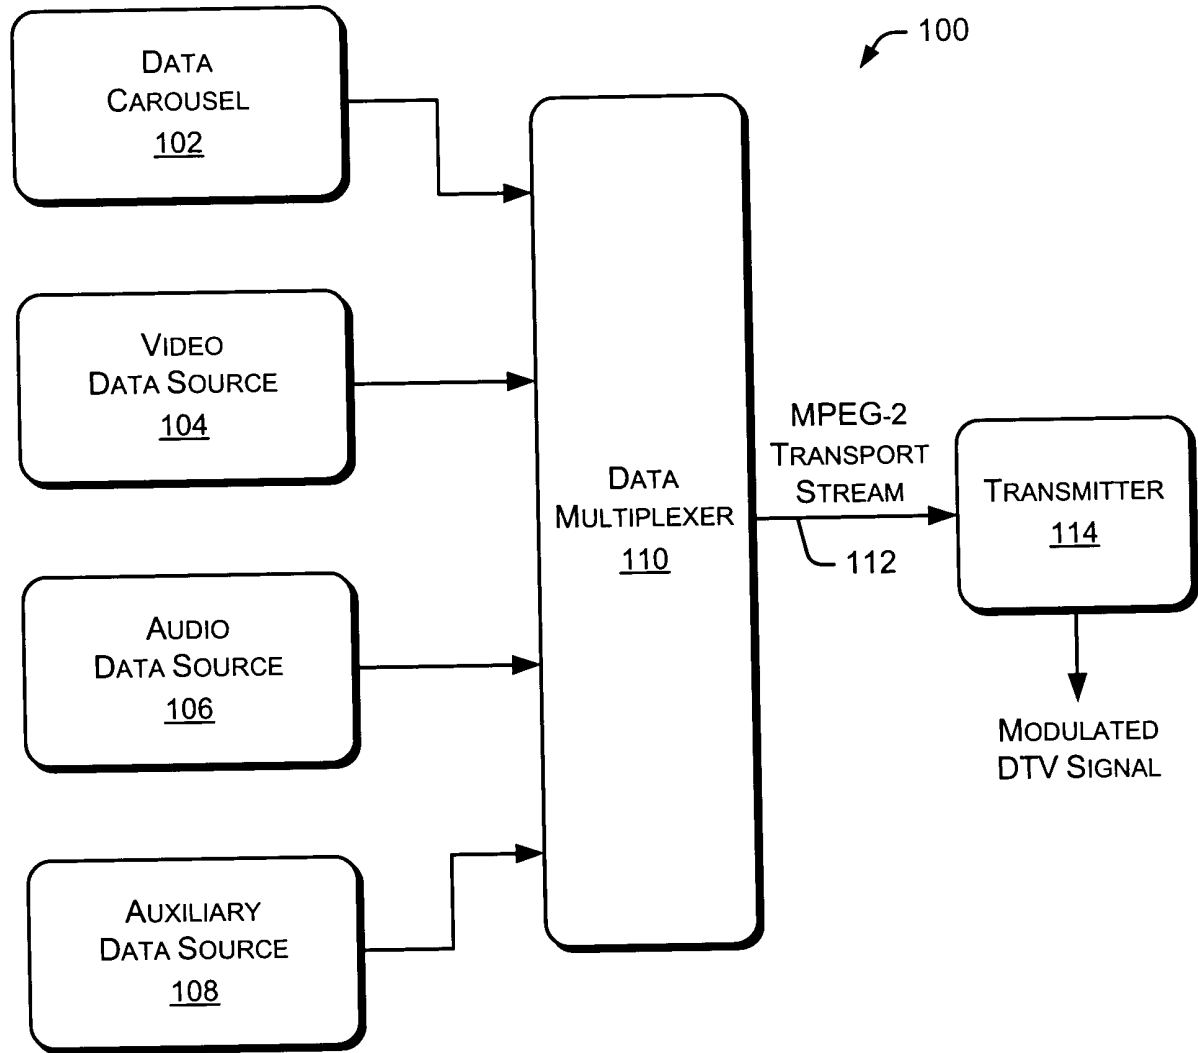 100
DATA
CAROUSEL
102
VIDEO
DATA SOURCE
104
AUDIO
DATA SOURCE
106
AUXILIARY
DATA SOURCE
108
DATA
MULTIPLEXER
110
MPEG-2
TRANSPORT
STREAM
112
TRANSMITTER
114
MODULATED
DTV SIGNAL